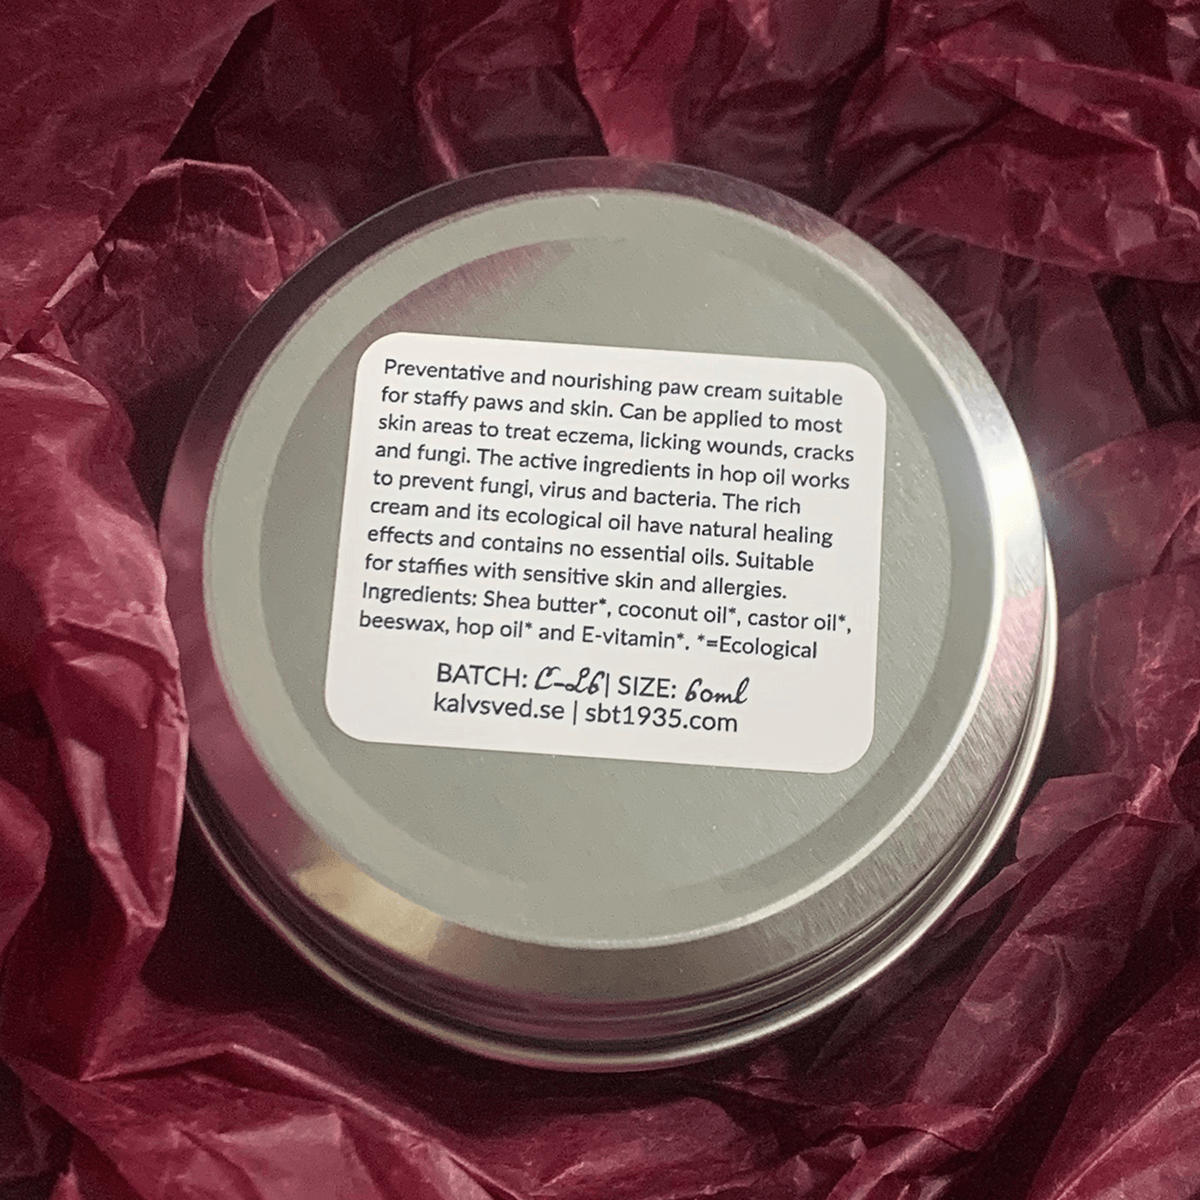 Preventative and nourishing paw cream suitable
for staffy paws and skin. Can be applied to most
skin areas to treat eczema, licking wounds, cracks
and fungi. The active ingredients in hop oil works
to prevent fungi, virus and bacteria. The rich
cream and its ecological oil have natural healing
effects and contains no essential oils. Suitable
for staffies with sensitive skin and allergies.
Ingredients: Shea butter*, coconut oil*, castor oil*,
beeswax, hop oil* and E-vitamin*. *=Ecological
BATCH: C-26| SIZE: 60ml
kalvsved.se | sbt1935.com